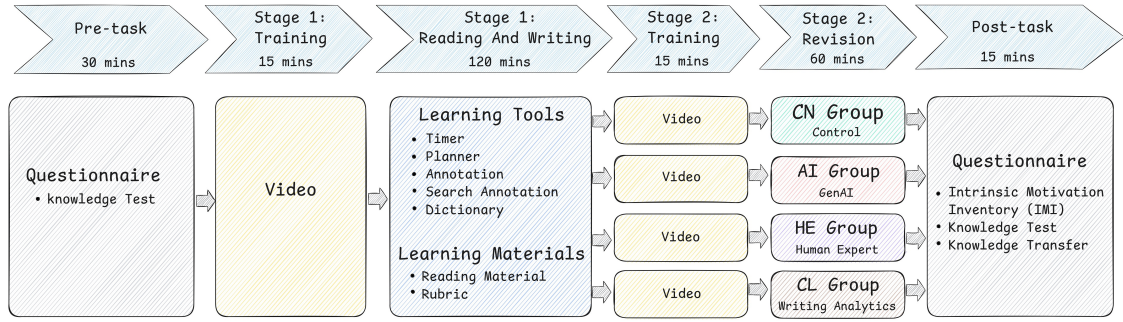 Pre-task
30 mins
Stage 1:
Training
15 mins
Stage 1:
Reading And Writing
120 mins
Stage 2:
Training
15 mins
Stage 2:
Revision
60 mins
Post-task
15 mins
Questionnaire
• knowledge Test
Video
Learning Tools
• Timer
• Planner
• Annotation
• Search Annotation
• Dictionary
Learning Materials
• Reading Material
• Rubric
Video
CN Group
Control
Video
AI Group
GenAI
Video
HE Group
Human Expert
Video
CL Group
Writing Analytics
Questionnaire
• Intrinsic Motivation
Inventory (IMI)
• Knowledge Test
• Knowledge Transfer